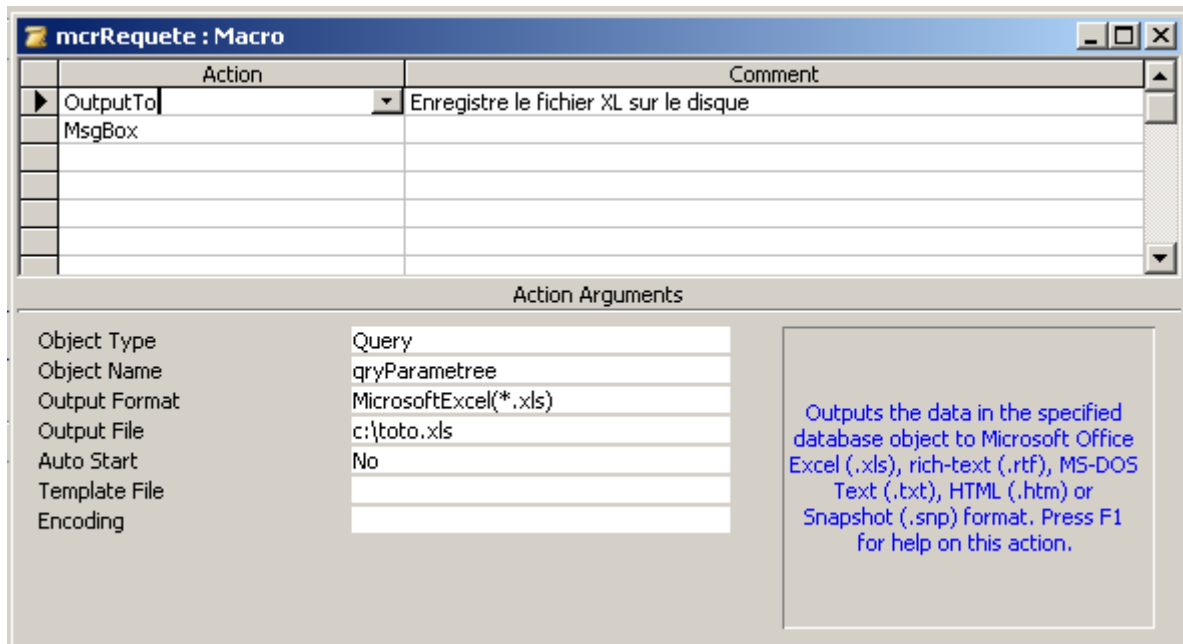 mcrRequete : Macro
Action Comment
OutputTo Enregistre le fichier XL sur le disque
MsgBox
Action Arguments
Object Type Query
Object Name qryParametree
Output Format MicrosoftExcel(*.xls)
Output File c:\toto.xls
Auto Start No
Template File
Encoding
Outputs the data in the specified
database object to Microsoft Office
Excel (.xls), rich-text (.rtf), MS-DOS
Text (.txt), HTML (.htm) or
Snapshot (.snp) format. Press F1
for help on this action.